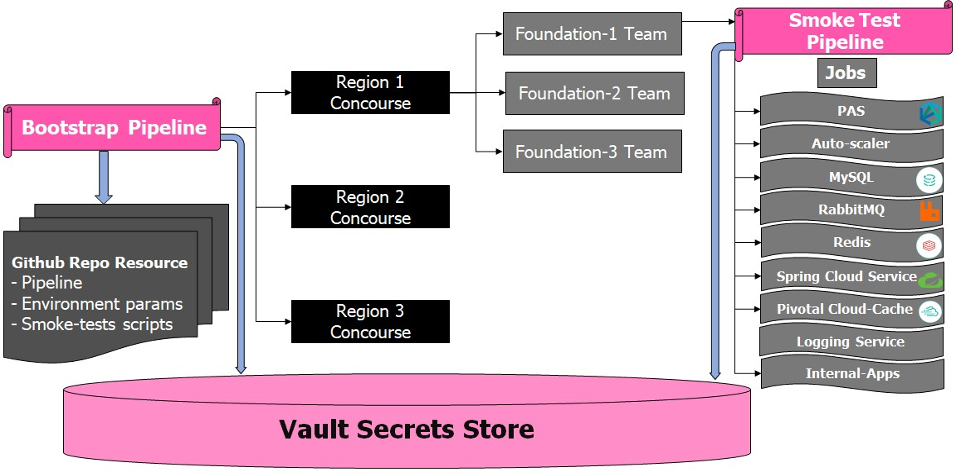 Bootstrap Pipeline
Github Repo Resource
- Pipeline
- Environment params
- Smoke-tests scripts
Region 1
Concourse
Region 2
Concourse
Region 3
Concourse
Foundation-1 Team
Foundation-2 Team
Foundation-3 Team
Smoke Test
Pipeline
Jobs
PAS
Auto-scaler
MySQL
RabbitMQ
Redis
Spring Cloud Service
Pivotal Cloud-Cache
Logging Service
Internal-Apps
Vault Secrets Store